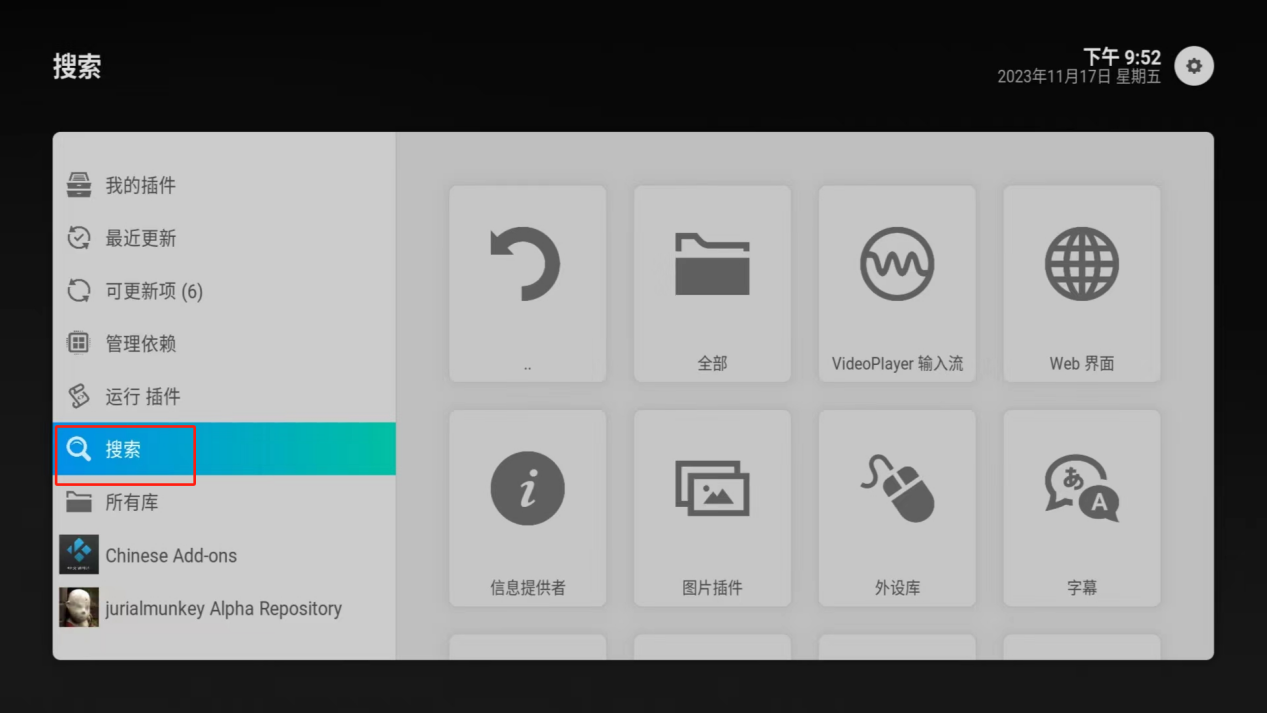 搜索
下午 9:52
2023年11月17日 星期五
我的插件
最近更新
可更新项 (6)
管理依赖
运行 插件
搜索
所有库
Chinese Add-ons
jurialmunkey Alpha Repository
..
全部
VideoPlayer 输入流
Web 界面
信息提供者
图片插件
外设库
字幕